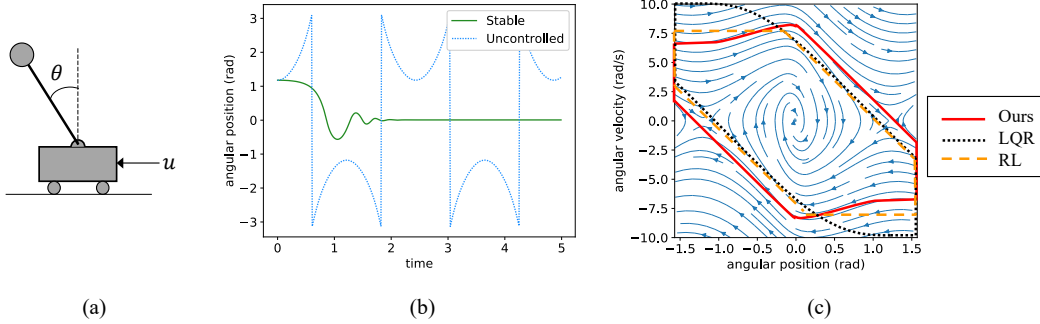 θ
u
(a)
angular position (rad)
3
2
1
0
−1
−2
−3
0
1
2
3
4
5
time
Stable
Uncontrolled
(b)
angular velocity (rad/s)
10.0
7.5
5.0
2.5
0.0
−2.5
−5.0
−7.5
−10.0
−1.5
−1.0
−0.5
0.0
0.5
1.0
1.5
angular position (rad)
(c)
Ours
LQR
RL